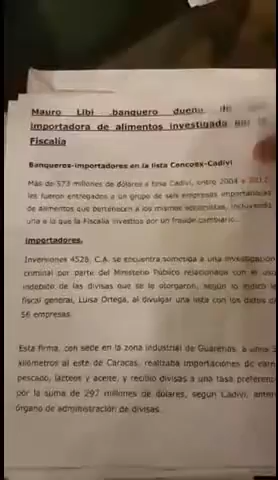 Mauro Libi banquero dueño de
importadora de alimentos investigada
Fiscalía
Banqueros-importadores en la lista Cencoex-Cadivi
Más de 573 millones de dólares a tasa Cadivi, entre 2004 y 2012,
les fueron entregados a un grupo de seis empresas importadoras
de alimentos que pertenecen a los mismos accionistas, incluyendo
una a la que la Fiscalía investiga por un fraude cambiario.
Importadores.
Inversiones 4528, C.A. se encuentra sometida a una investigación
criminal por parte del Ministerio Público relacionada con el uso
indebido de las divisas que se le otorgaron, según lo indicó la
fiscal general, Luisa Ortega, al divulgar una lista con los datos de
56 empresas.
Esta firma, con sede en la zona industrial de Guarenas, a unos 3
kilómetros al este de Caracas, realizaba importaciones de carn
pescado, lácteos y aceite, y recibió divisas a una tasa preferenc
por la suma de 297 millones de dólares, según Cadivi, anter
órgano de administración de divisas.